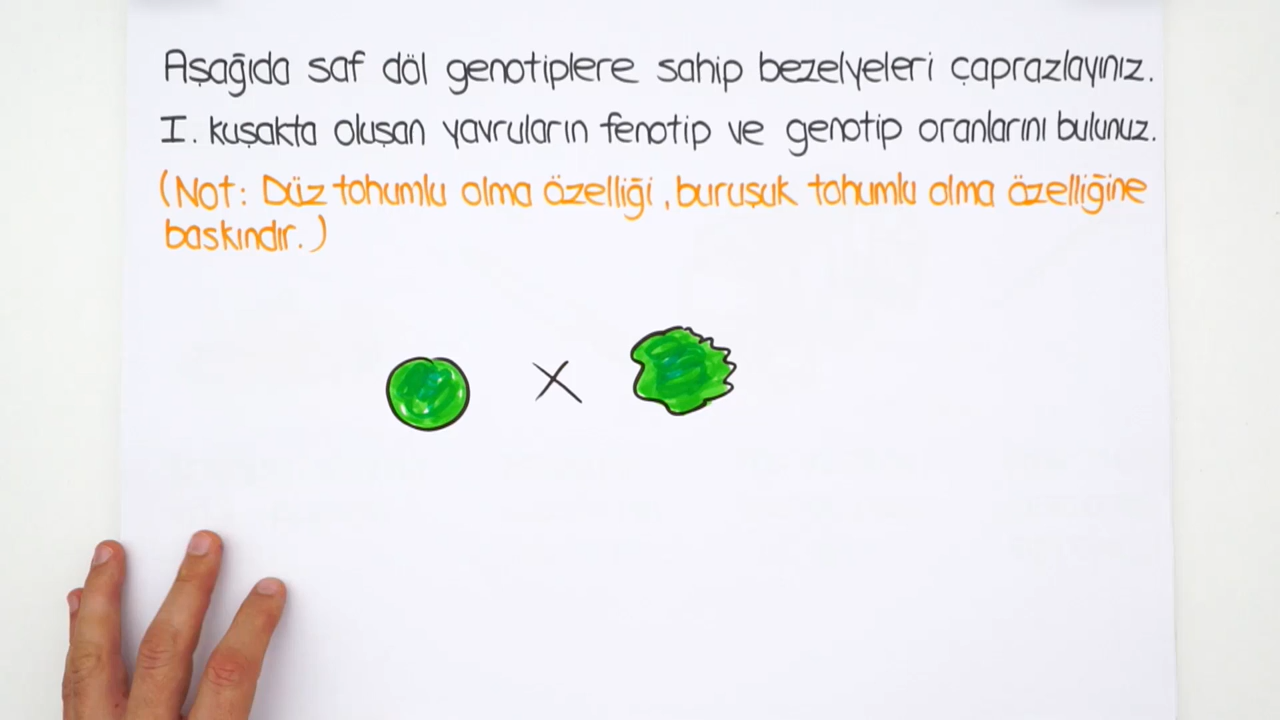 Aşağıda saf döl genotiplere sahip bezelyeleri çaprazlayınız.
I. kuşakta oluşan yavruların fenotip ve genotip oranlarını bulunuz.
(Not: Düz tohumlu olma özelliği, buruşuk tohumlu olma özelliğine
baskındır.)
X